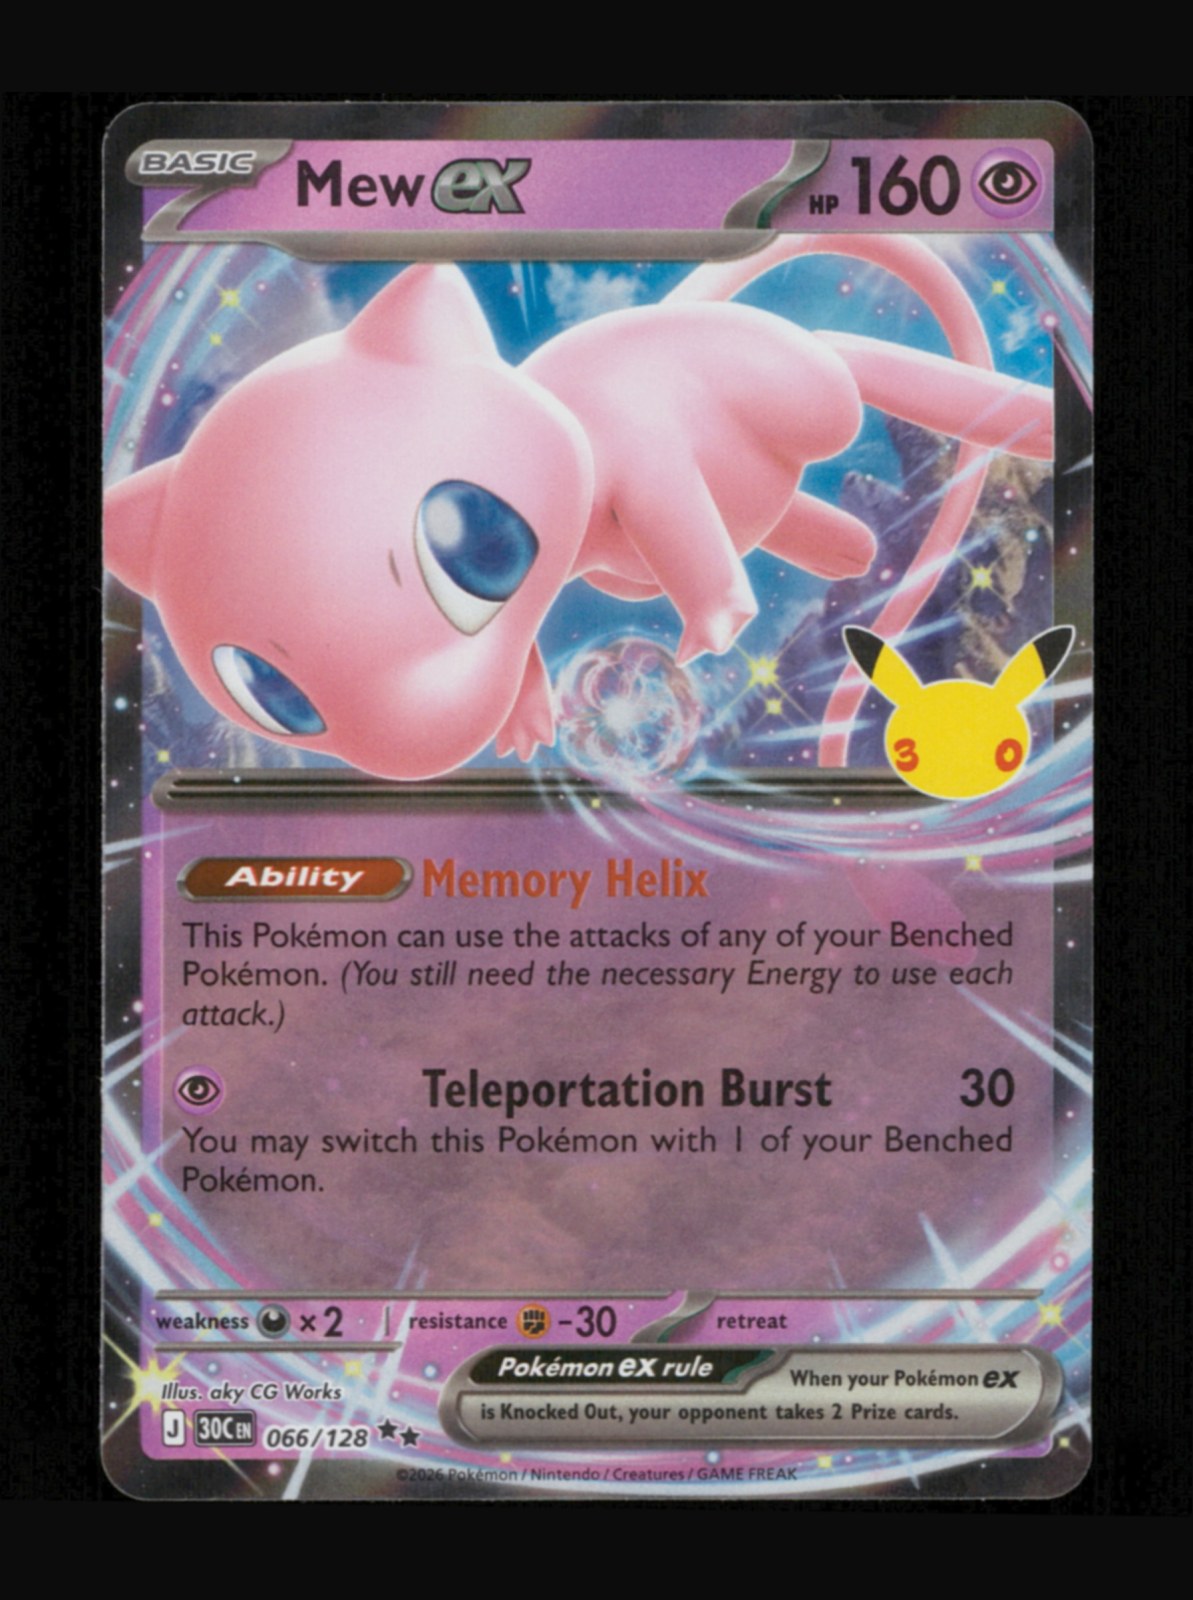 BASIC
Mew ex
HP 160
30
Ability Memory Helix
This Pokémon can use the attacks of any of your Benched
Pokémon. (You still need the necessary Energy to use each
attack.)
Teleportation Burst 30
You may switch this Pokémon with 1 of your Benched
Pokémon.
weakness ×2 resistance -30 retreat
Pokémon ex rule When your Pokémon ex
is Knocked Out, your opponent takes 2 Prize cards.
Illus. aky CG Works
J 30C EN 066/128 ★★
©2026 Pokémon / Nintendo / Creatures / GAME FREAK